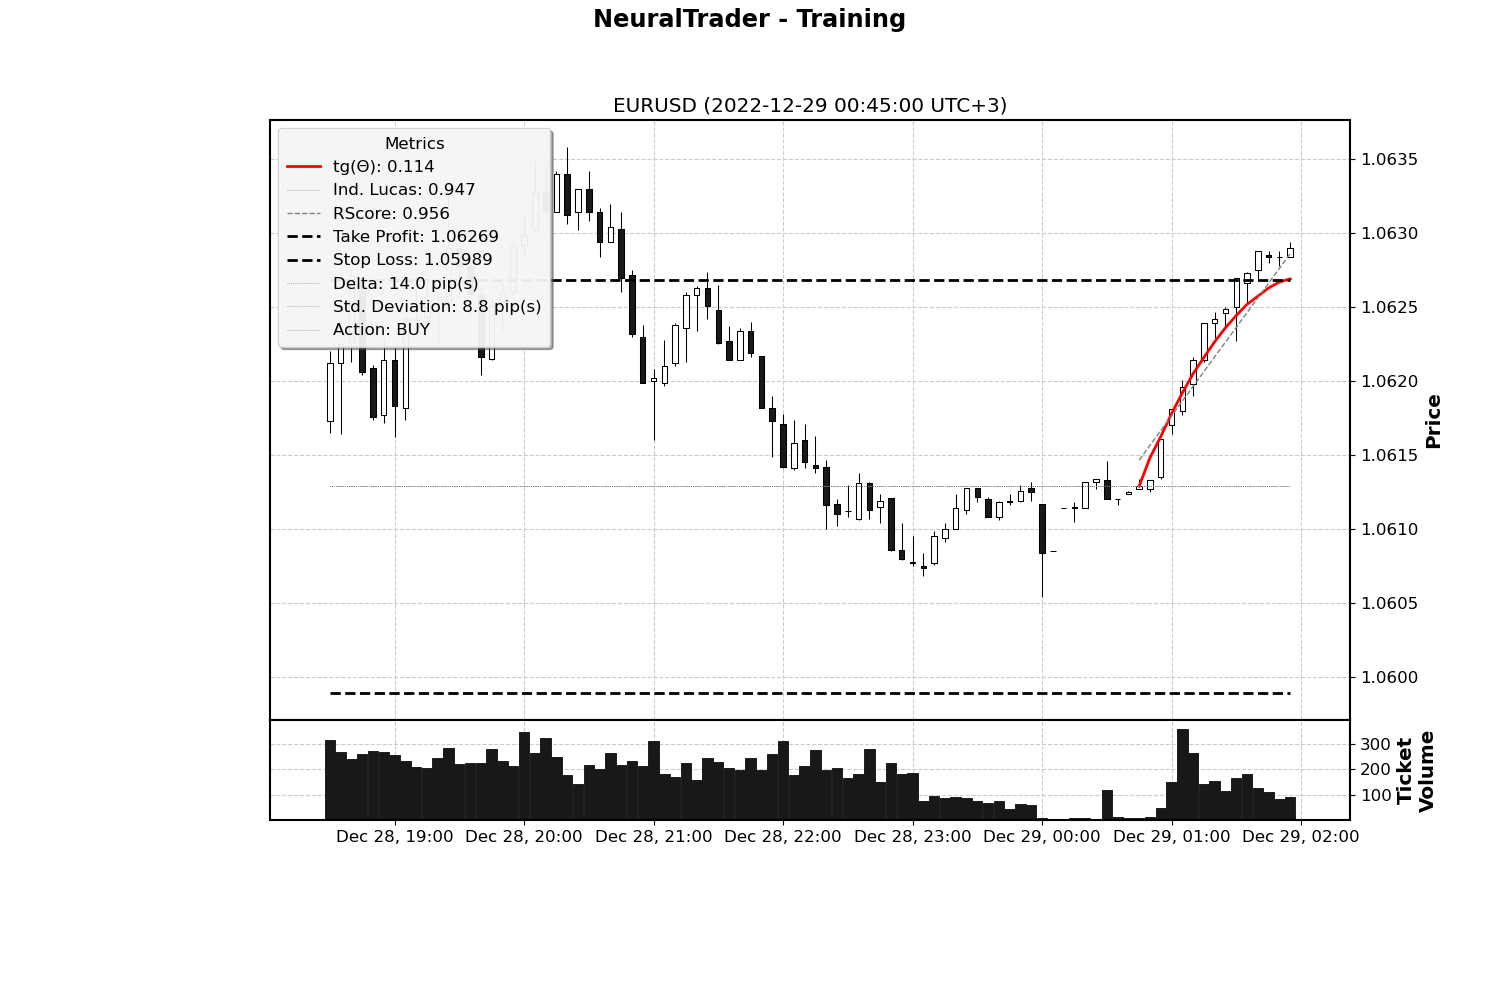 NeuralTrader - Training
EURUSD (2022-12-29 00:45:00 UTC+3)
Metrics
tg(Θ): 0.114
Ind. Lucas: 0.947
RScore: 0.956
Take Profit: 1.06269
Stop Loss: 1.05989
Delta: 14.0 pip(s)
Std. Deviation: 8.8 pip(s)
Action: BUY
1.0635
1.0630
1.0625
1.0620
1.0615
1.0610
1.0605
1.0600
Price
300
200
100
Ticket
Volume
Dec 28, 19:00
Dec 28, 20:00
Dec 28, 21:00
Dec 28, 22:00
Dec 28, 23:00
Dec 29, 00:00
Dec 29, 01:00
Dec 29, 02:00